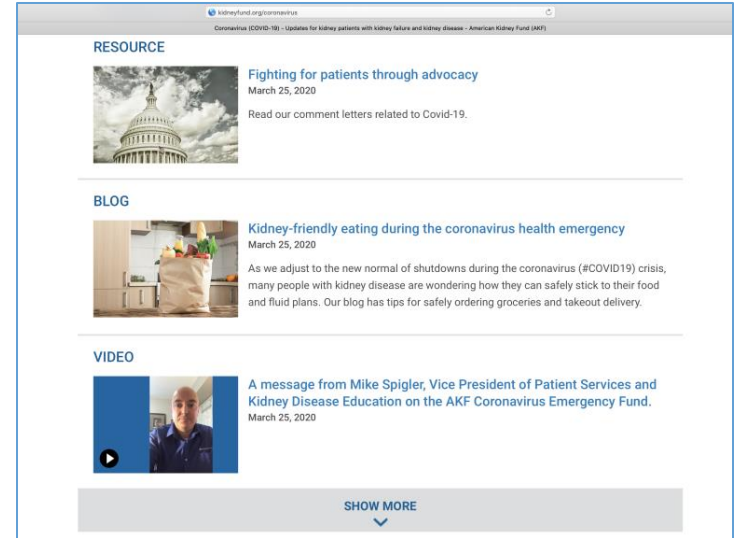 kidneyfund.org/coronavirus
Coronavirus (COVID-19) - Updates for kidney patients with kidney failure and kidney disease - American Kidney Fund (AKF)
RESOURCE
Fighting for patients through advocacy
March 25, 2020
Read our comment letters related to Covid-19.
BLOG
Kidney-friendly eating during the coronavirus health emergency
March 25, 2020
As we adjust to the new normal of shutdowns during the coronavirus (#COVID19) crisis,
many people with kidney disease are wondering how they can safely stick to their food
and fluid plans. Our blog has tips for safely ordering groceries and takeout delivery.
VIDEO
A message from Mike Spigler, Vice President of Patient Services and
Kidney Disease Education on the AKF Coronavirus Emergency Fund.
March 25, 2020
SHOW MORE